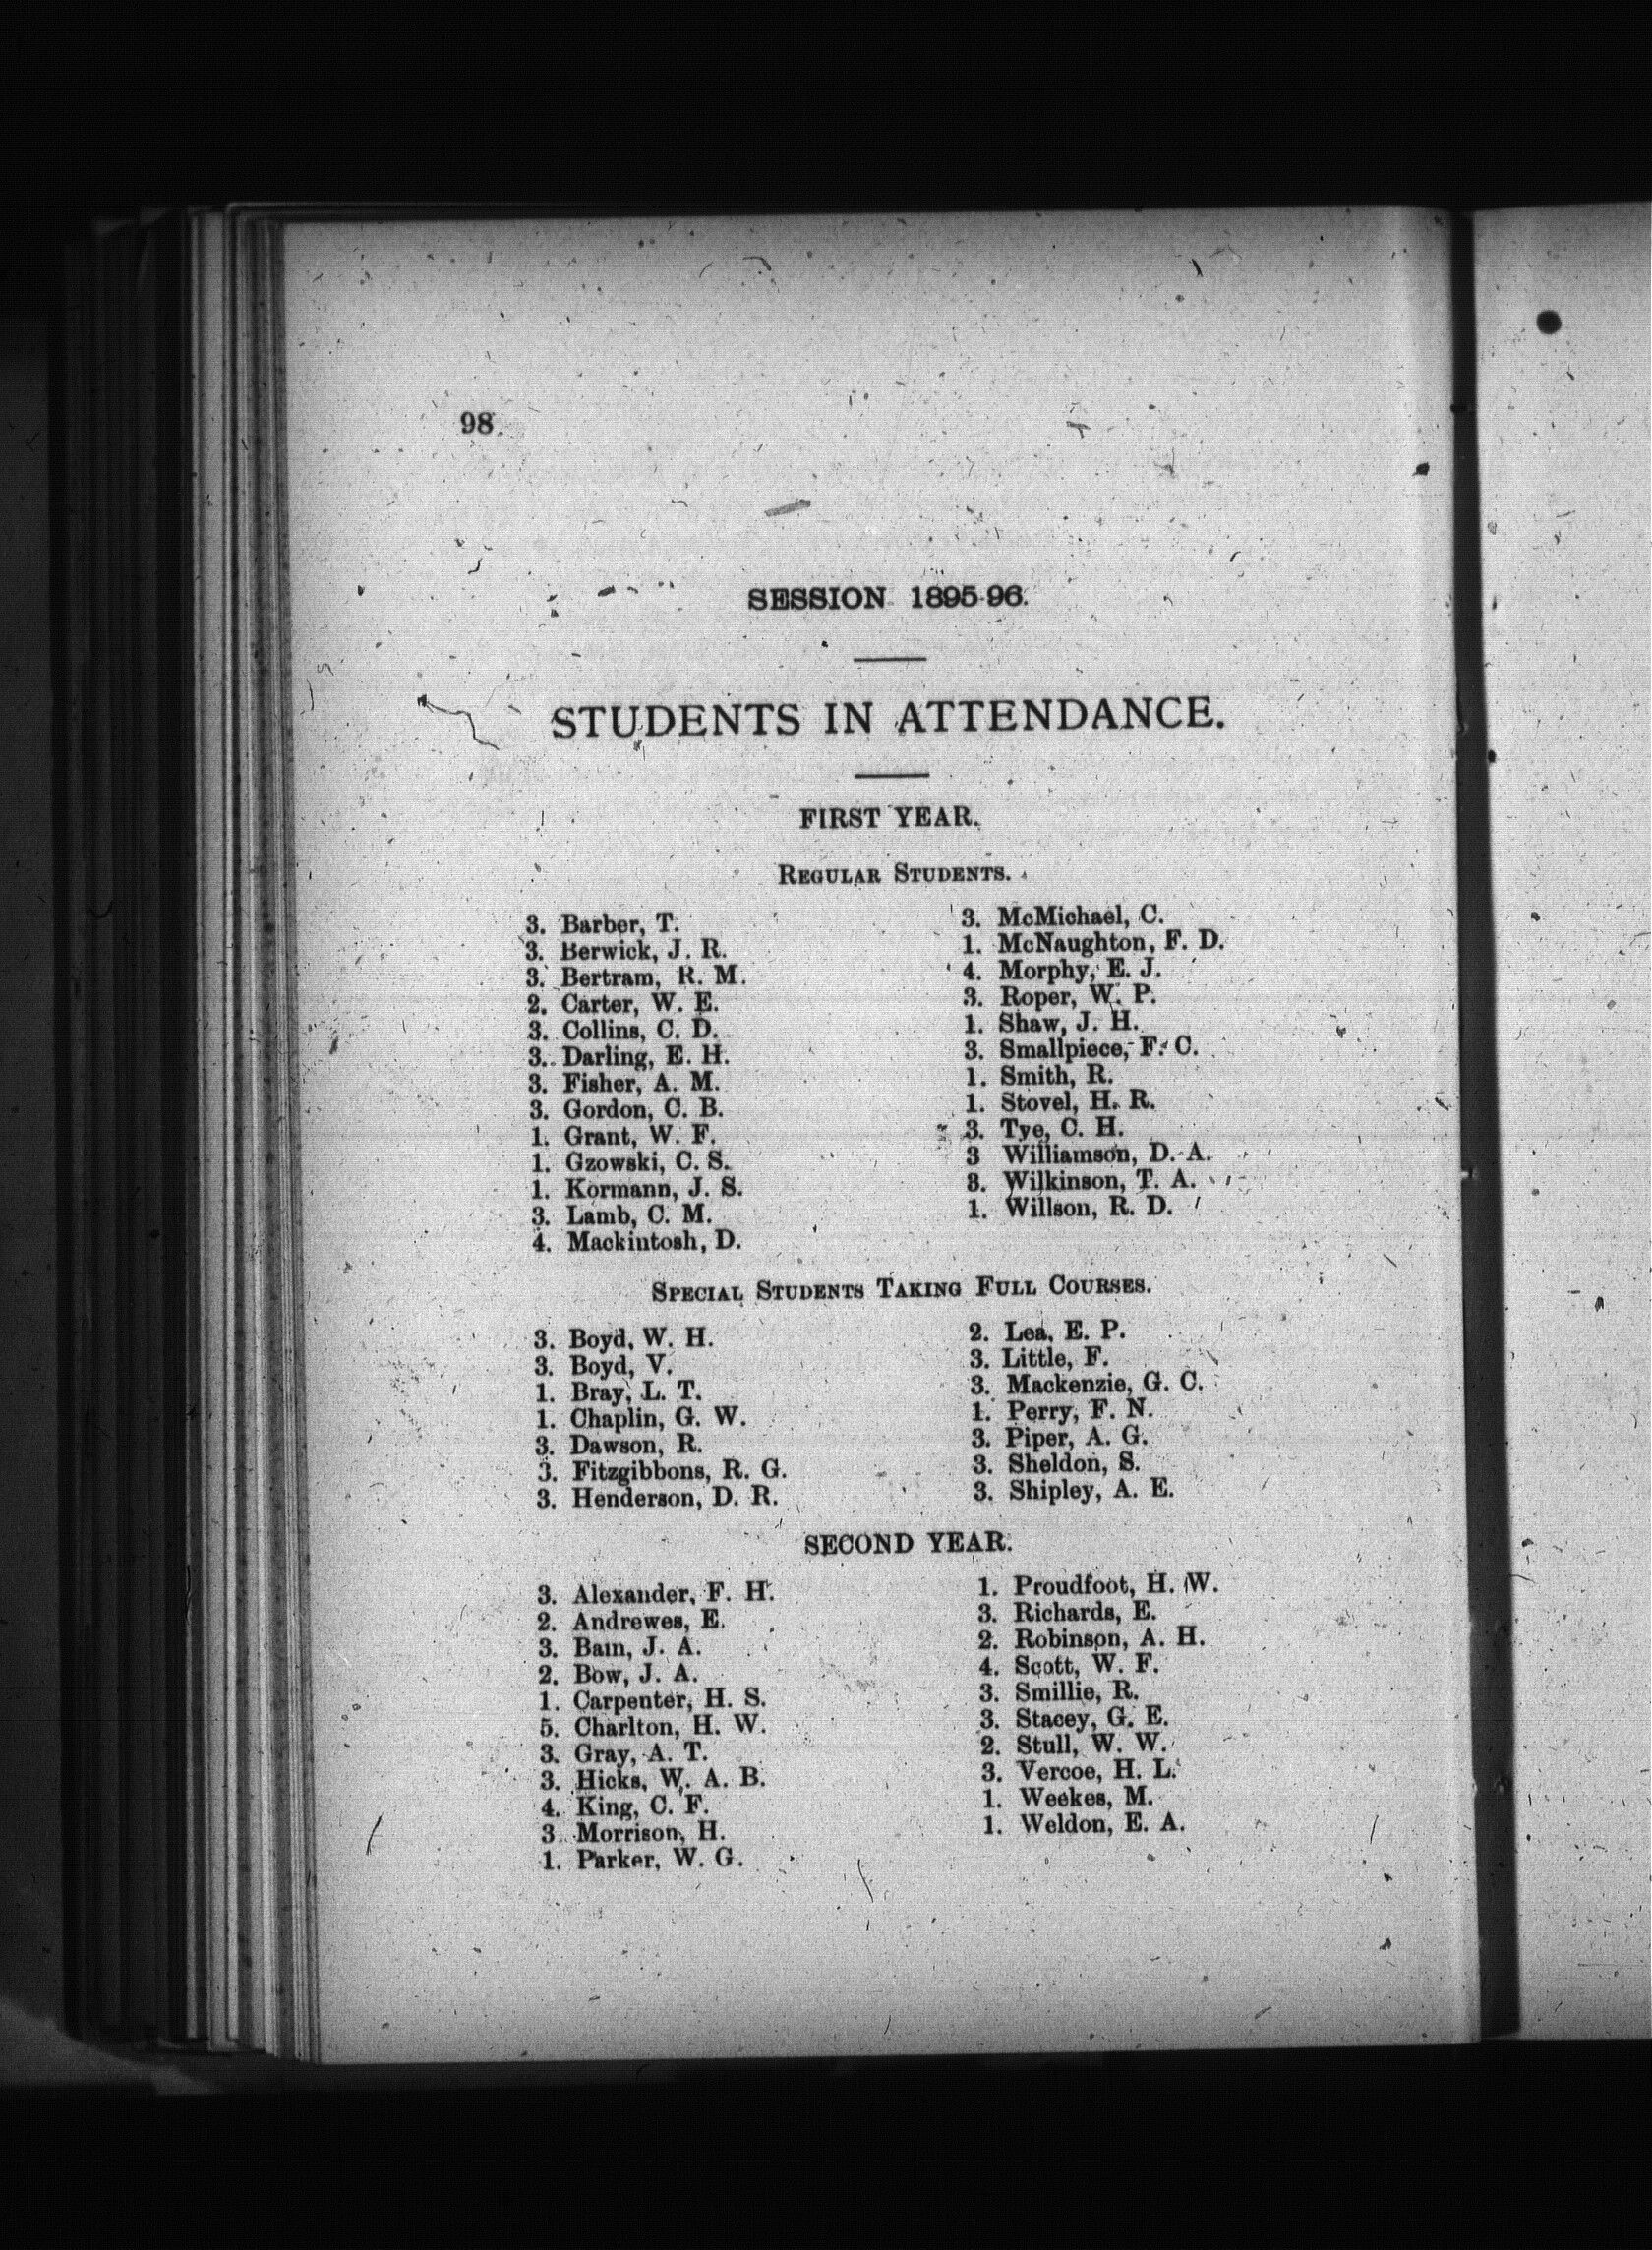 98
SESSION 1895-96.
STUDENTS IN ATTENDANCE.
FIRST YEAR.
REGULAR STUDENTS.
3. Barber, T.
3. Berwick, J. R.
3. Bertram, R. M.
2. Carter, W. E.
3. Collins, C. D.
3. Darling, E. H.
3. Fisher, A. M.
3. Gordon, C. B.
1. Grant, W. F.
1. Gzowski, C. S.
1. Kormann, J. S.
3. Lamb, C. M.
4. Mackintosh, D.
3. McMichael, C.
1. McNaughton, F. D.
4. Morphy, E. J.
3. Roper, W. P.
1. Shaw, J. H.
3. Smallpiece, F. C.
1. Smith, R.
1. Stovel, H. R.
3. Tye, C. H.
3 Williamson, D. A.
3. Wilkinson, T. A.
1. Willson, R. D.
SPECIAL STUDENTS TAKING FULL COURSES.
3. Boyd, W. H.
3. Boyd, V.
1. Bray, L. T.
1. Chaplin, G. W.
3. Dawson, R.
3. Fitzgibbons, R. G.
3. Henderson, D. R.
2. Lea, E. P.
3. Little, F.
3. Mackenzie, G. C.
1. Perry, F. N.
3. Piper, A. G.
3. Sheldon, S.
3. Shipley, A. E.
SECOND YEAR.
3. Alexander, F. H.
2. Andrewes, E.
3. Bain, J. A.
2. Bow, J. A.
1. Carpenter, H. S.
5. Charlton, H. W.
3. Gray, A. T.
3. Hicks, W. A. B.
4. King, C. F.
3. Morrison, H.
1. Parker, W. G.
1. Proudfoot, H. W.
3. Richards, E.
2. Robinson, A. H.
4. Scott, W. F.
3. Smillie, R.
3. Stacey, G. E.
2. Stull, W. W.
3. Vercoe, H. L.
1. Weekes, M.
1. Weldon, E. A.